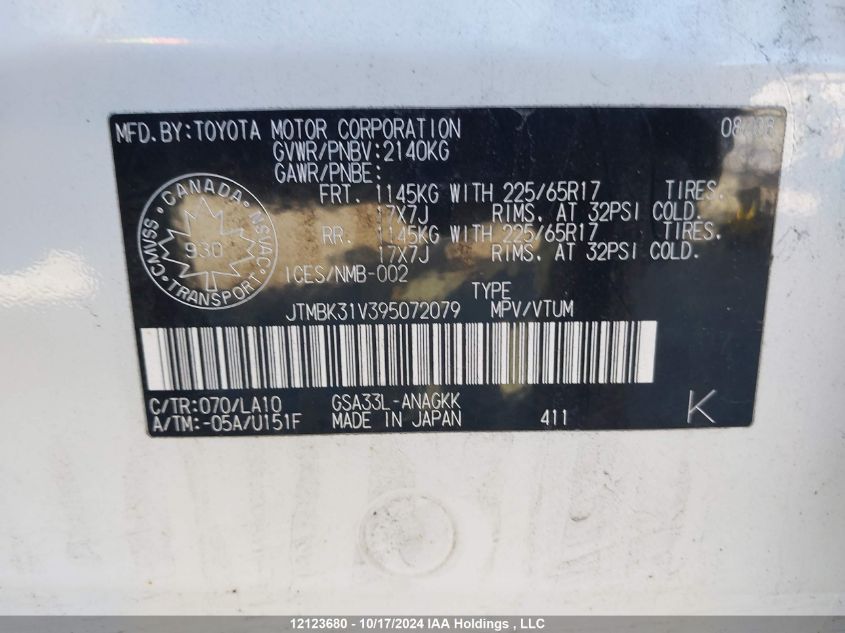 MFD.BY:TOYOTA MOTOR CORPORATION
GVWR/PNBV:2140KG
GAWR/PNBE:
FRT. 1145KG WITH 225/65R17 TIRES.
17X7J RIMS. AT 32PSI COLD.
RR. 1145KG WITH 225/65R17 TIRES.
17X7J RIMS. AT 32PSI COLD.
CANADA
CMVSS
NSVAC
930
TRANSPORT
ICES/NMB-002
TYPE
JTMBK31V395072079 MPV/VTUM
C/TR:070/LA10 GSA33L-ANAGKK
A/TM:-05A/U151F MADE IN JAPAN 411 K
12123680 - 10/17/2024 IAA Holdings , LLC